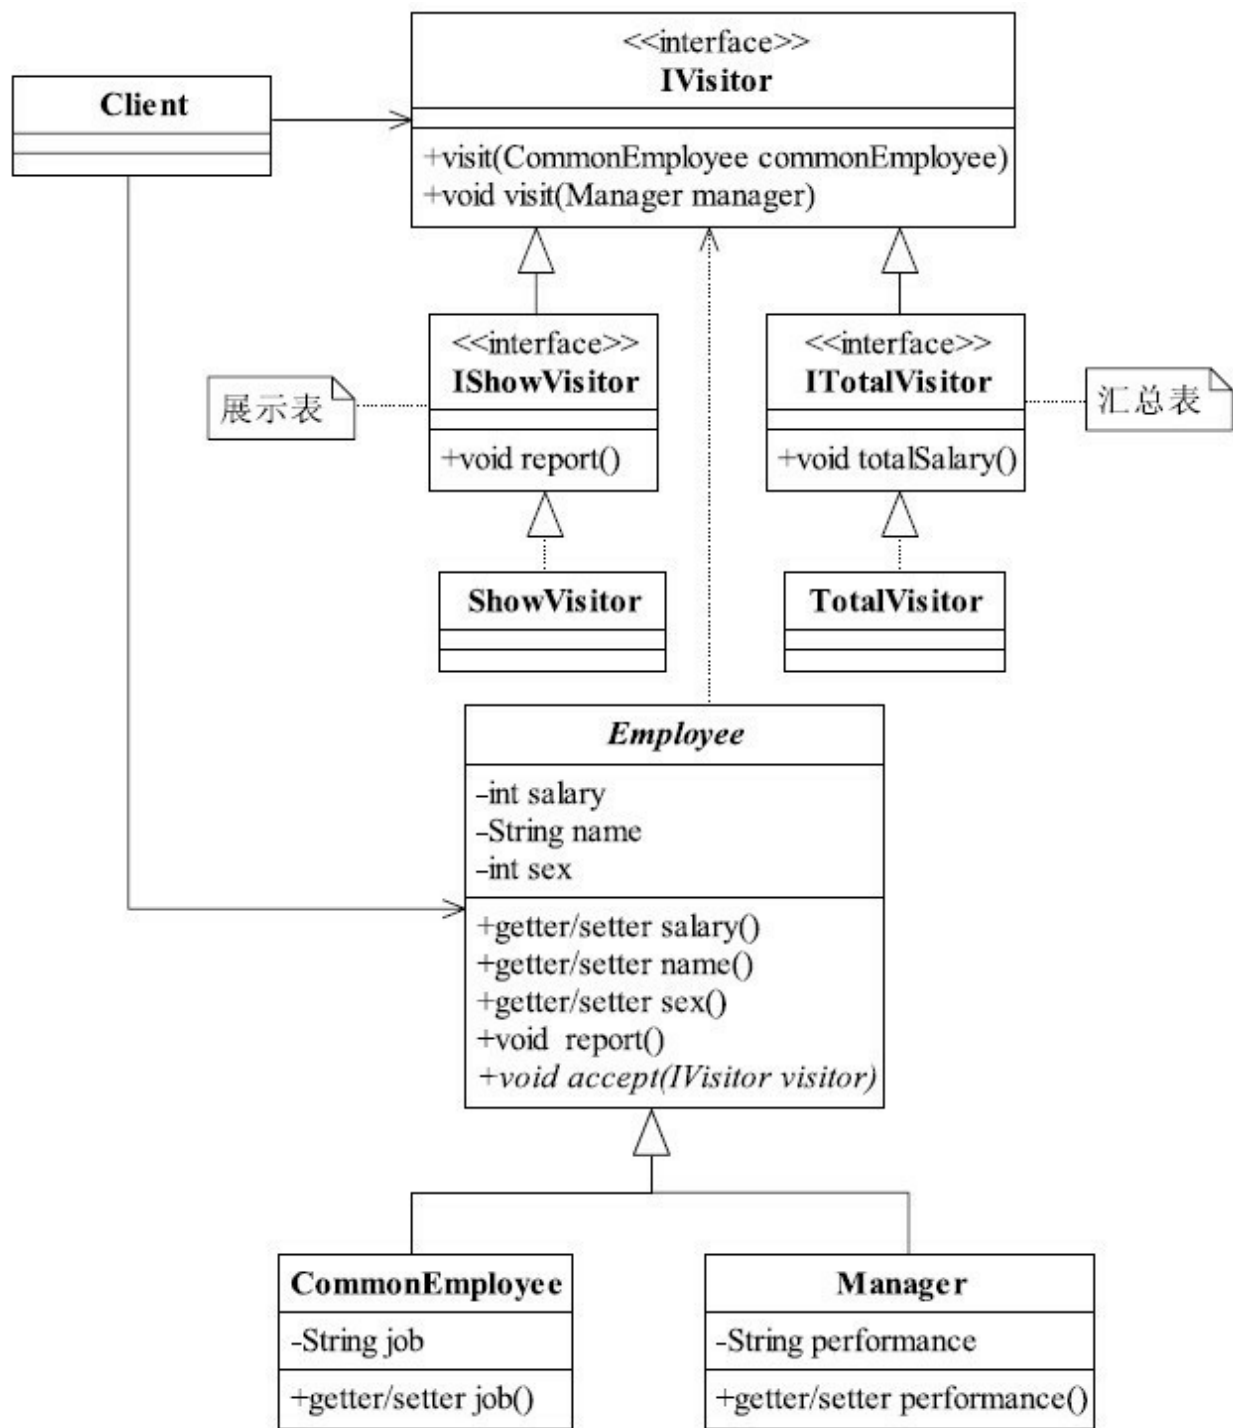 <<interface>>
IVisitor
Client
+visit(CommonEmployee commonEmployee)
+void visit(Manager manager)
<<interface>>
IShowVisitor
<<interface>>
ITotalVisitor
展示表
汇总表
+void report()
+void totalSalary()
ShowVisitor
TotalVisitor
Employee
-int salary
-String name
-int sex
+getter/setter salary()
+getter/setter name()
+getter/setter sex()
+void report()
+void accept(IVisitor visitor)
CommonEmployee
-String job
+getter/setter job()
Manager
-String performance
+getter/setter performance()